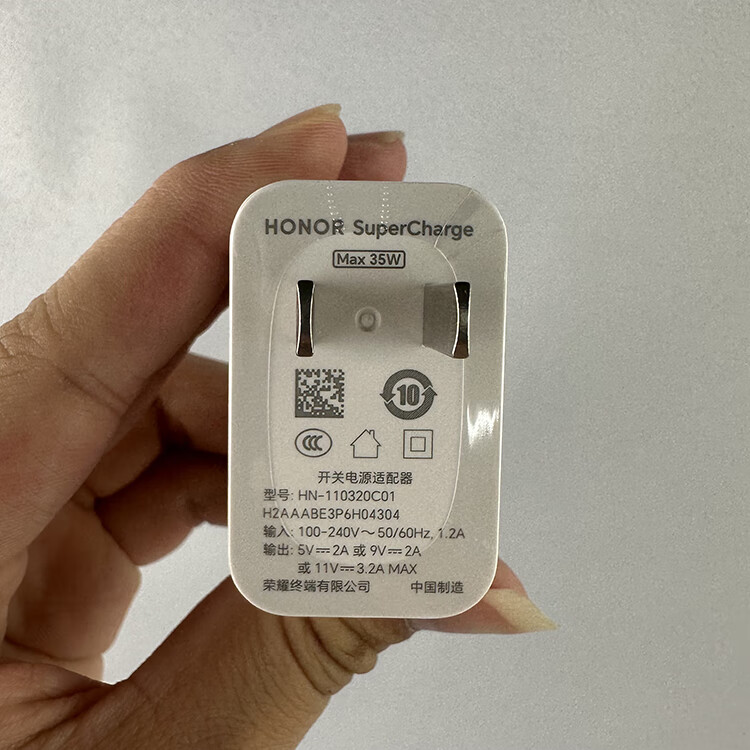 HONOR SuperCharge
Max 35W
10
CCC
开关电源适配器
型号: HN-110320C01
H2AAABE3P6H04304
输入: 100-240V～50/60Hz, 1.2A
输出: 5V⎓2A 或 9V⎓2A
或 11V⎓3.2A MAX
荣耀终端有限公司 中国制造